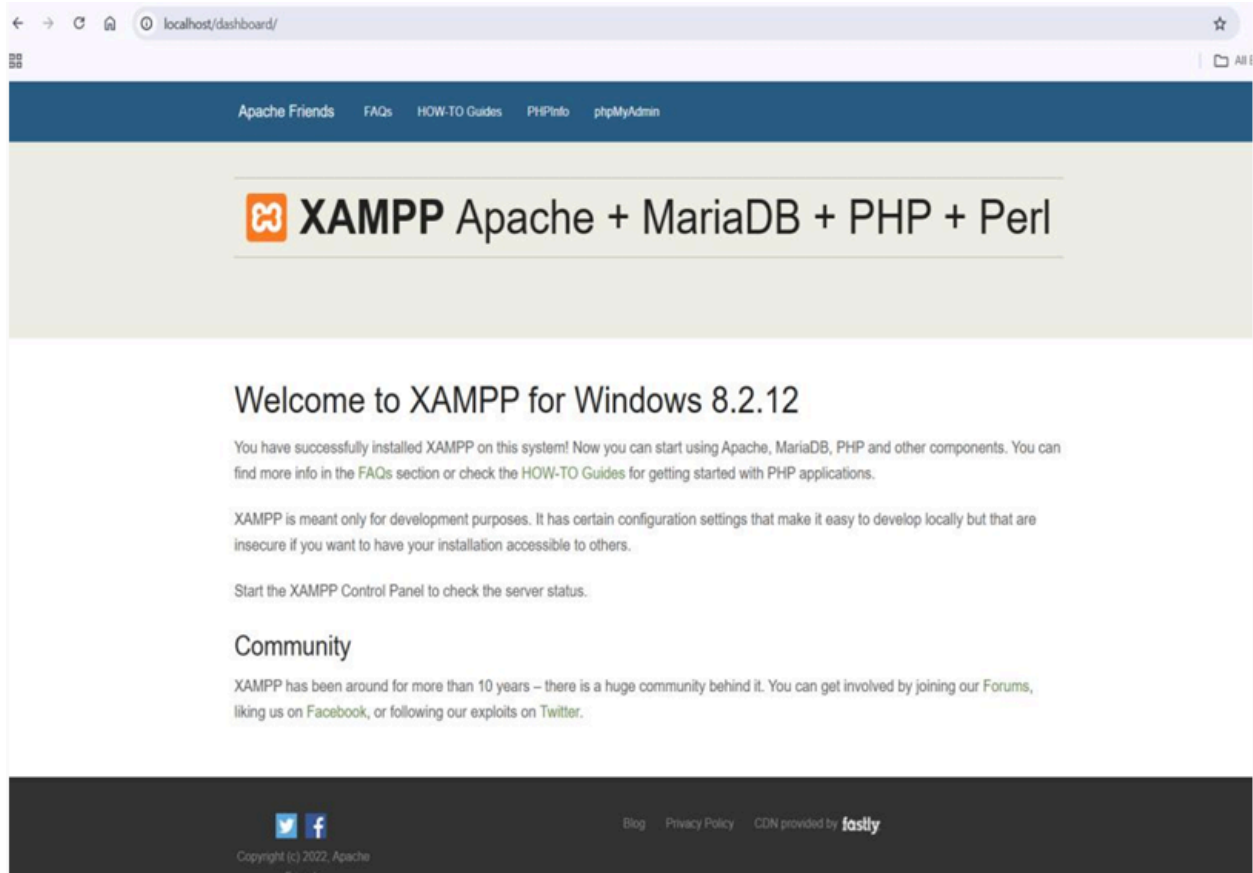 localhost/dashboard/
All
Apache Friends FAQs HOW-TO Guides PHPInfo phpMyAdmin
XAMPP Apache + MariaDB + PHP + Perl
Welcome to XAMPP for Windows 8.2.12
You have successfully installed XAMPP on this system! Now you can start using Apache, MariaDB, PHP and other components. You can
find more info in the FAQs section or check the HOW-TO Guides for getting started with PHP applications.
XAMPP is meant only for development purposes. It has certain configuration settings that make it easy to develop locally but that are
insecure if you want to have your installation accessible to others.
Start the XAMPP Control Panel to check the server status.
Community
XAMPP has been around for more than 10 years – there is a huge community behind it. You can get involved by joining our Forums,
liking us on Facebook, or following our exploits on Twitter.
Blog Privacy Policy CDN provided by fastly
Copyright (c) 2022, Apache